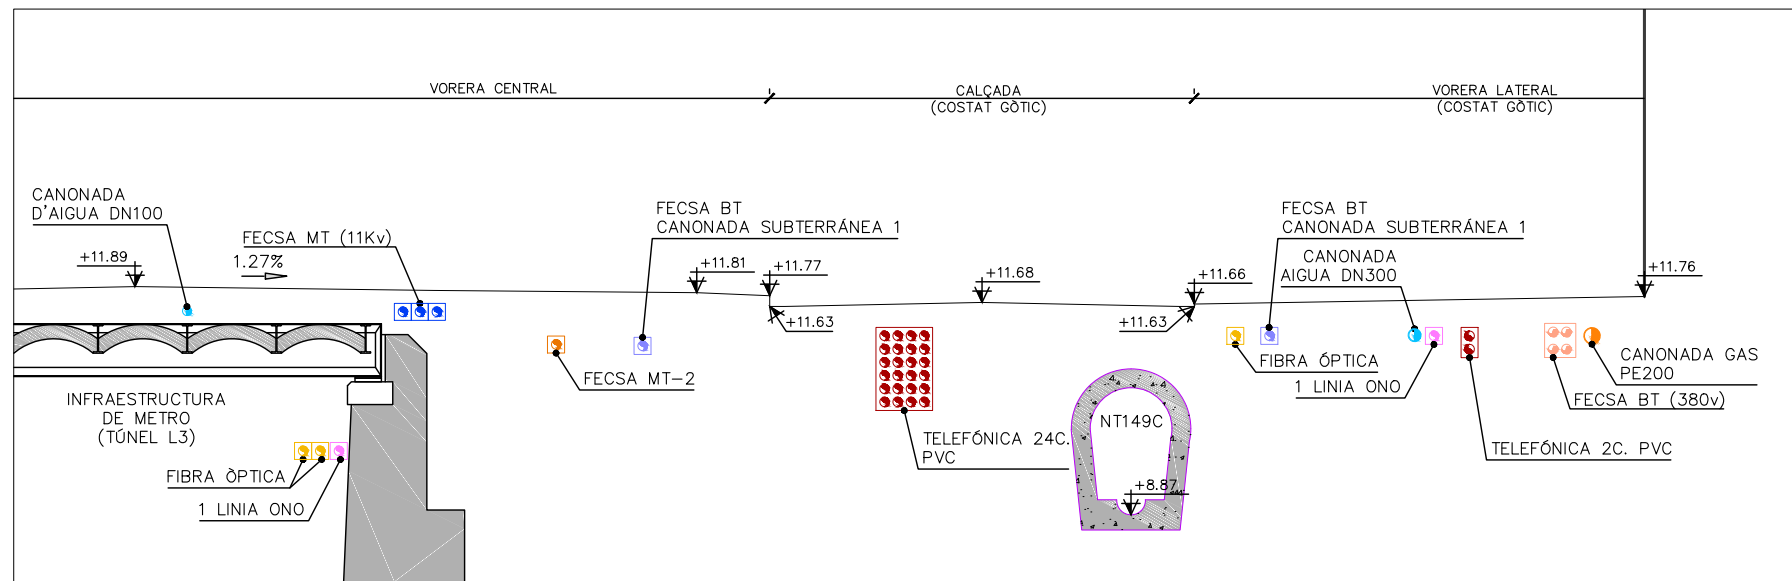 VORERA CENTRAL
CALÇADA
(COSTAT GÒTIC)
VORERA LATERAL
(COSTAT GÒTIC)
CANONADA
D'AIGUA DN100
FECSA MT (11Kv)
1.27%
+11.89
FECSA BT
CANONADA SUBTERRÁNEA 1
+11.81
+11.77
+11.63
+11.68
+11.66
+11.63
FECSA BT
CANONADA SUBTERRÁNEA 1
CANONADA
AIGUA DN300
+11.76
FECSA MT-2
FIBRA ÓPTICA
1 LINIA ONO
CANONADA GAS
PE200
FECSA BT (380v)
INFRAESTRUCTURA
DE METRO
(TÚNEL L3)
NT149C
TELEFÓNICA 24C.
PVC
TELEFÓNICA 2C. PVC
FIBRA ÒPTICA
1 LINIA ONO
+8.87